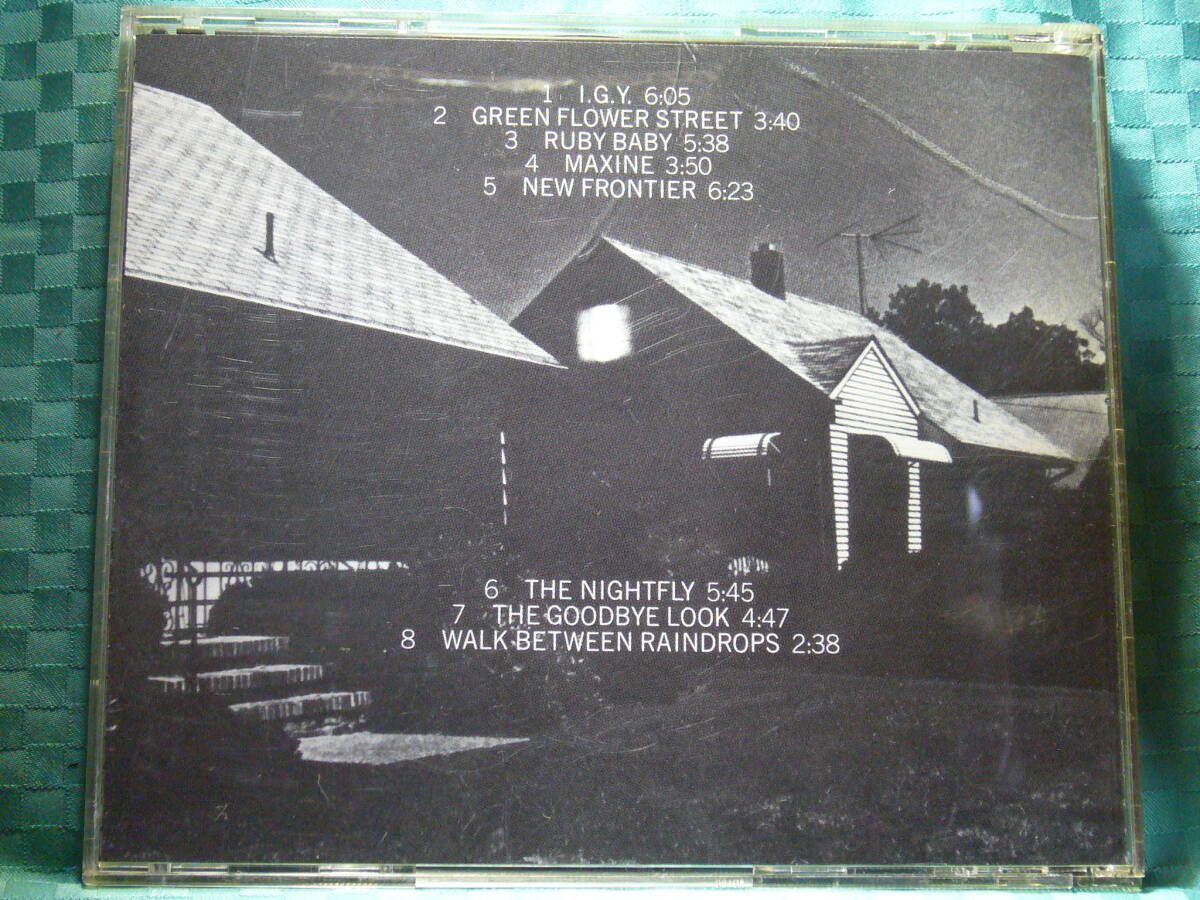 1 I.G.Y. 6:05
2 GREEN FLOWER STREET 3:40
3 RUBY BABY 5:38
4 MAXINE 3:50
5 NEW FRONTIER 6:23
6 THE NIGHTFLY 5:45
7 THE GOODBYE LOOK 4:47
8 WALK BETWEEN RAINDROPS 2:38